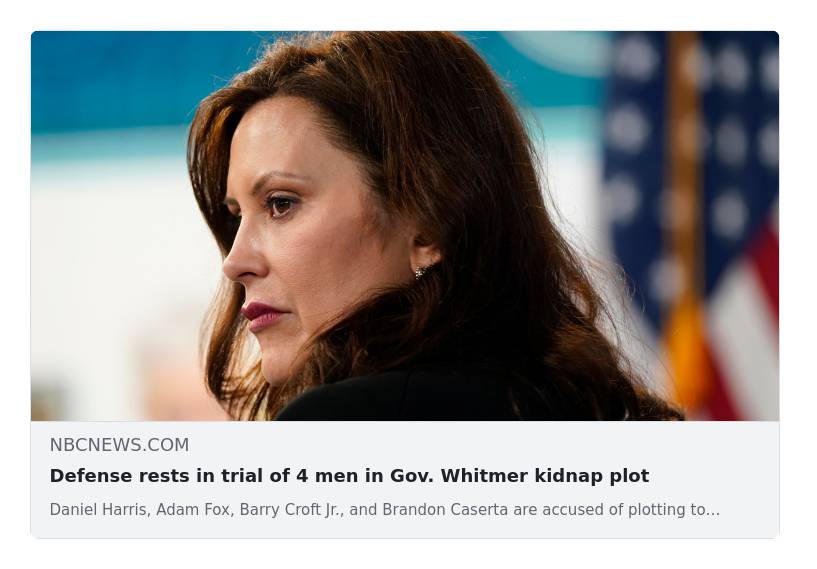 NBCNEWS.COM
Defense rests in trial of 4 men in Gov. Whitmer kidnap plot
Daniel Harris, Adam Fox, Barry Croft Jr., and Brandon Caserta are accused of plotting to...